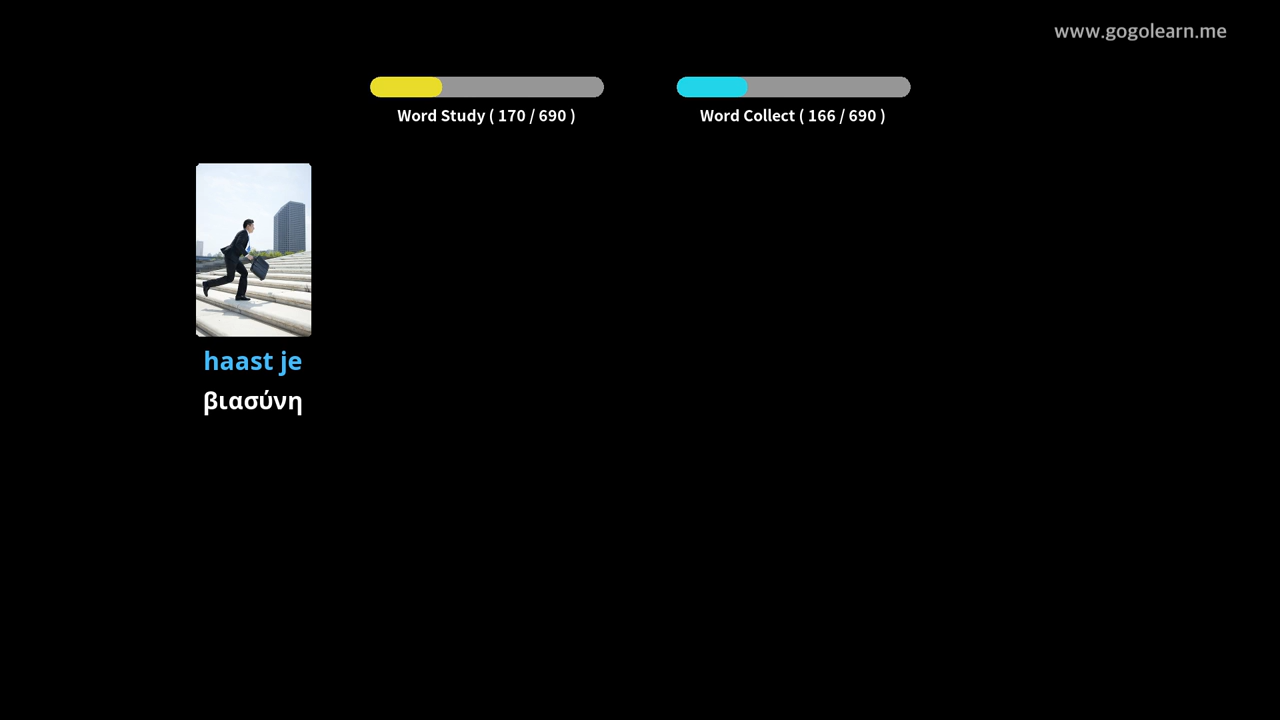 www.gogolearn.me
Word Study ( 170 / 690 )
Word Collect ( 166 / 690 )
haast je
βιασύνη